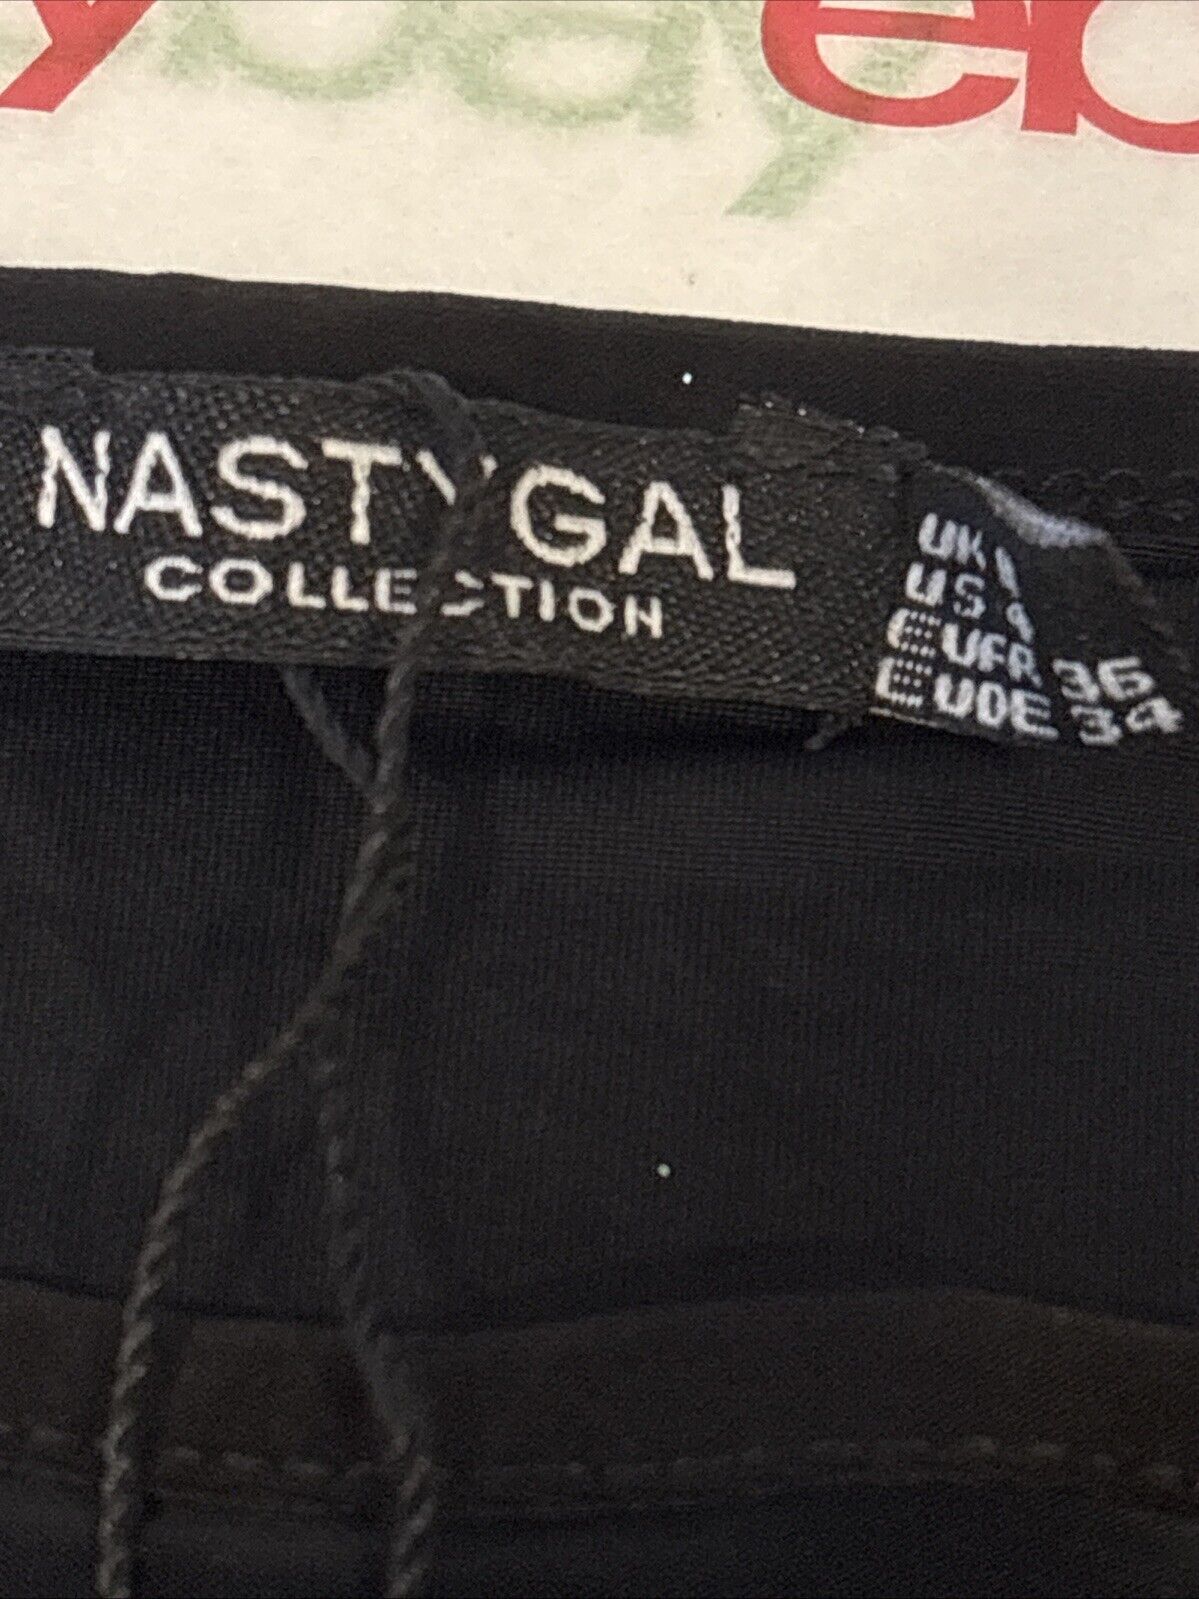 NASTYGAL
COLLECTION
UK
US
EUFR 36
EUDE 34